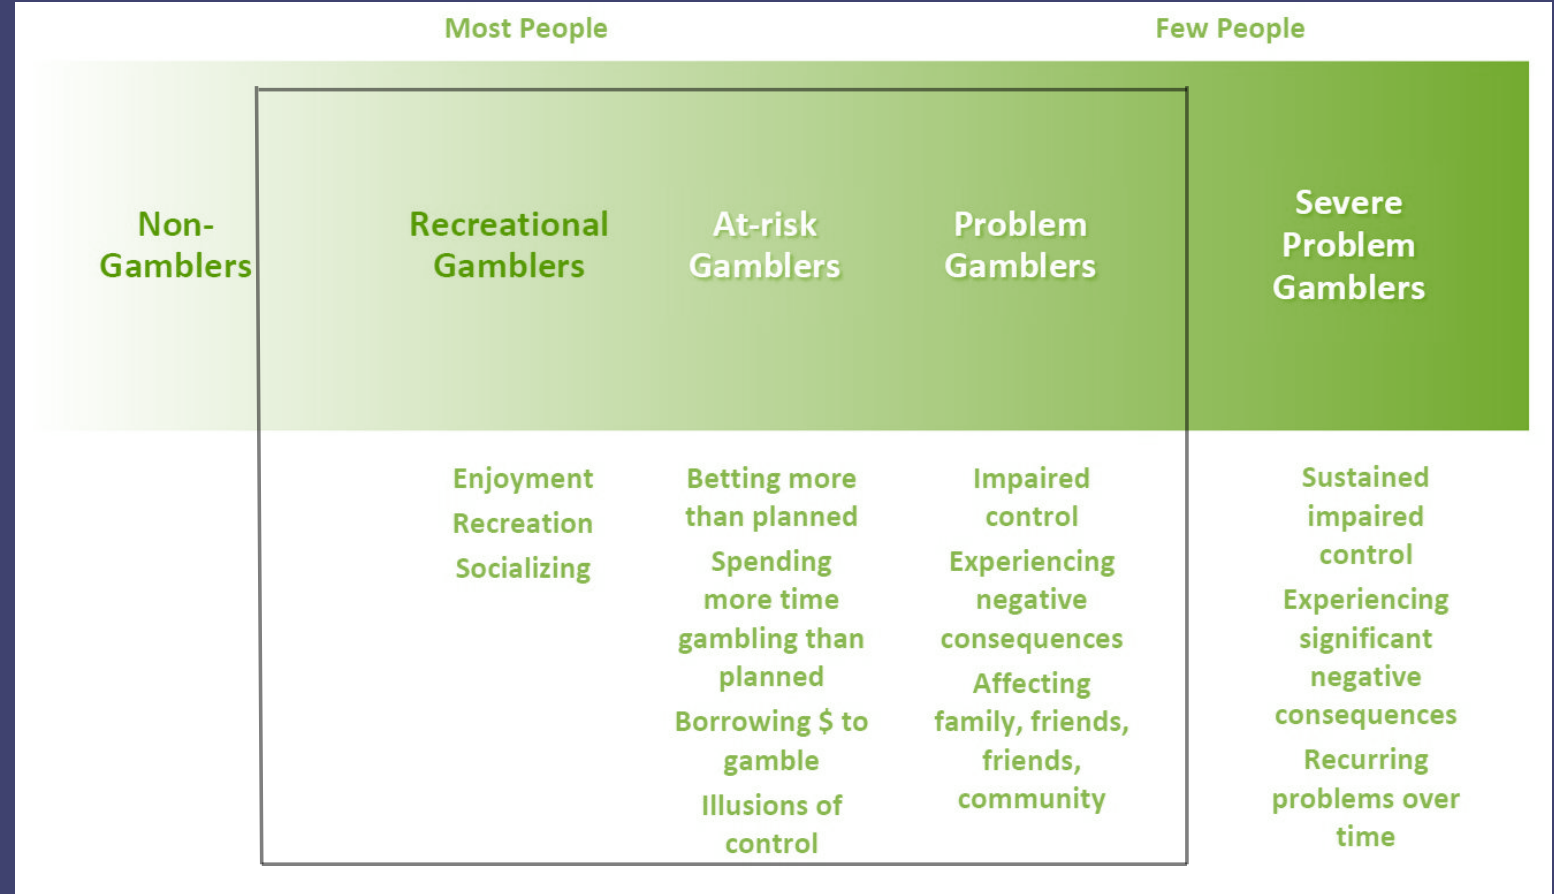 Most People
Few People
Non-
Gamblers
Recreational
Gamblers
At-risk
Gamblers
Problem
Gamblers
Severe
Problem
Gamblers
Enjoyment
Recreation
Socializing
Betting more
than planned
Spending
more time
gambling than
planned
Borrowing $ to
gamble
Illusions of
control
Impaired
control
Experiencing
negative
consequences
Affecting
family, friends,
friends,
community
Sustained
impaired
control
Experiencing
significant
negative
consequences
Recurring
problems over
time